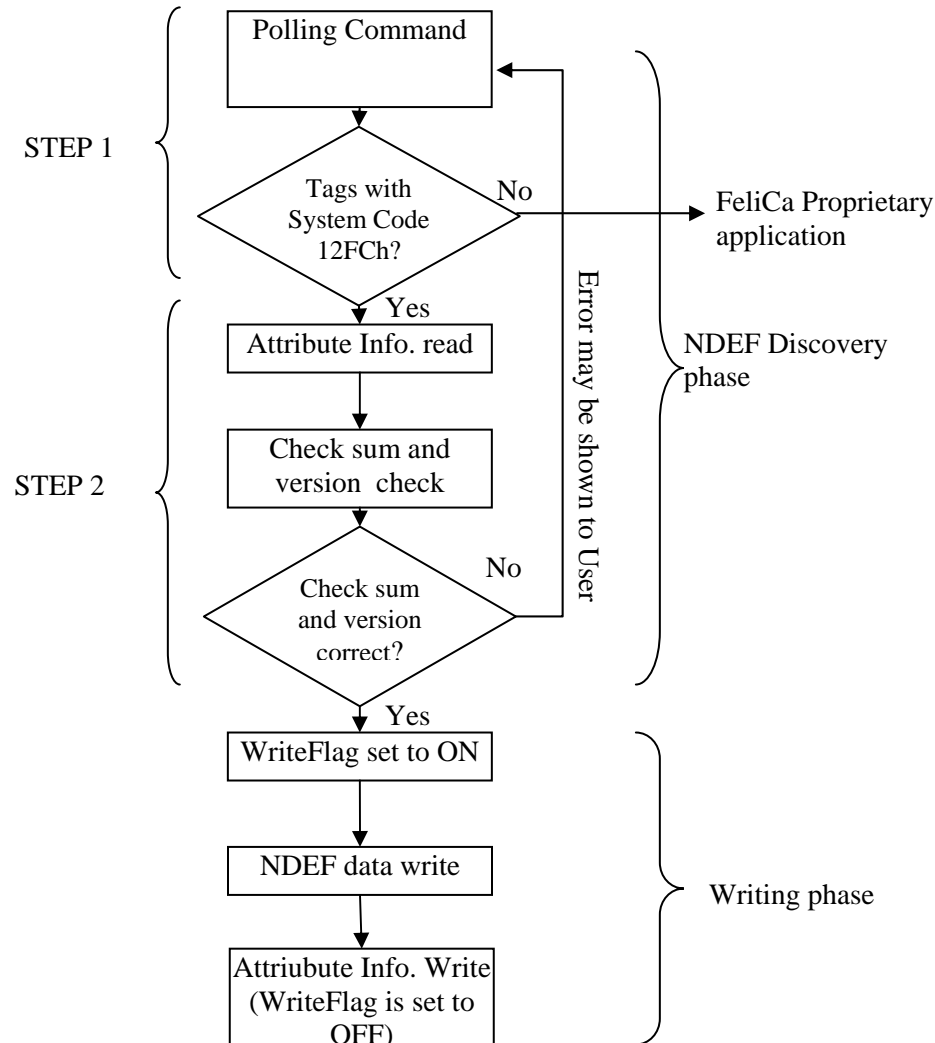 Polling Command
STEP 1
Tags with
System Code
12FCh?
No
FeliCa Proprietary
application
Yes
Attribute Info. read
Error may be shown to User
NDEF Discovery
phase
Check sum and
version check
STEP 2
No
Check sum
and version
correct?
Yes
WriteFlag set to ON
NDEF data write
Writing phase
Attriubute Info. Write
(WriteFlag is set to
OFF)